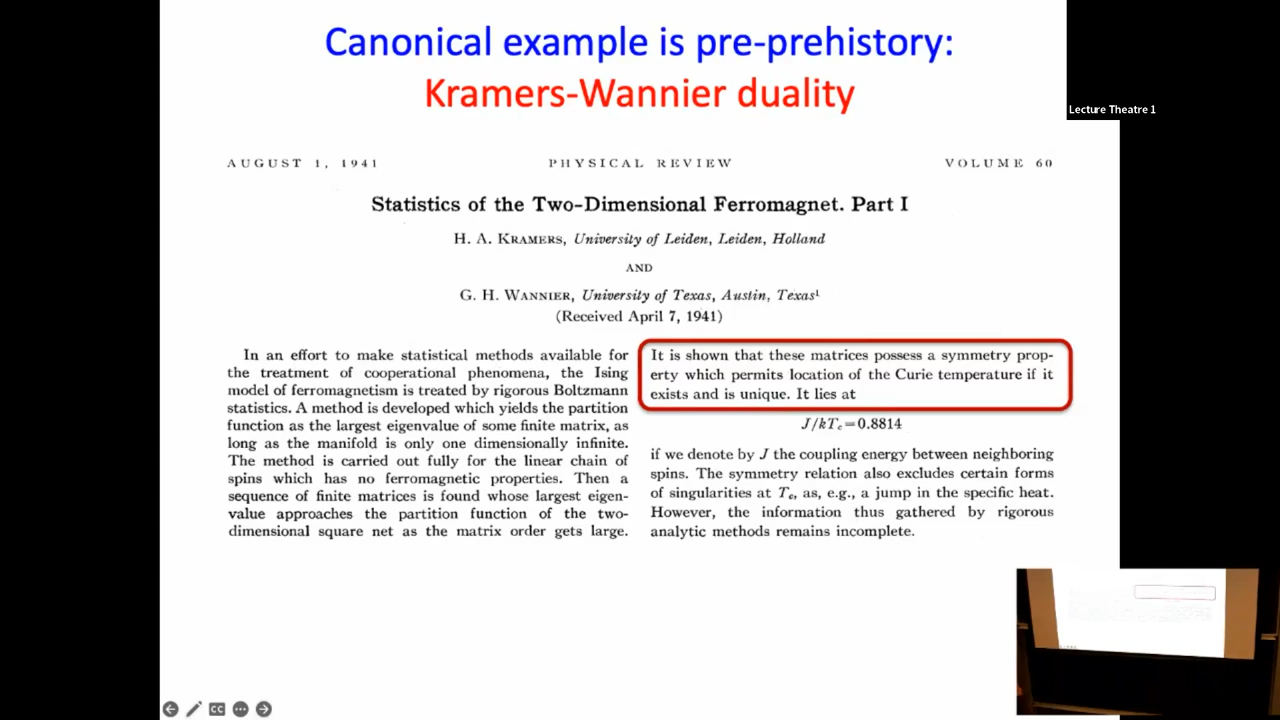 Canonical example is pre-prehistory:
Kramers-Wannier duality
Lecture Theatre 1
AUGUST 1, 1941 PHYSICAL REVIEW VOLUME 60
Statistics of the Two-Dimensional Ferromagnet. Part I
H. A. KRAMERS, University of Leiden, Leiden, Holland
AND
G. H. WANNIER, University of Texas, Austin, Texas¹
(Received April 7, 1941)
In an effort to make statistical methods available for
the treatment of cooperational phenomena, the Ising
model of ferromagnetism is treated by rigorous Boltzmann
statistics. A method is developed which yields the partition
function as the largest eigenvalue of some finite matrix, as
long as the manifold is only one dimensionally infinite.
The method is carried out fully for the linear chain of
spins which has no ferromagnetic properties. Then a
sequence of finite matrices is found whose largest eigen-
value approaches the partition function of the two-
dimensional square net as the matrix order gets large.
It is shown that these matrices possess a symmetry prop-
erty which permits location of the Curie temperature if it
exists and is unique. It lies at
J/kTc=0.8814
if we denote by J the coupling energy between neighboring
spins. The symmetry relation also excludes certain forms
of singularities at Tc, as, e.g., a jump in the specific heat.
However, the information thus gathered by rigorous
analytic methods remains incomplete.
CC